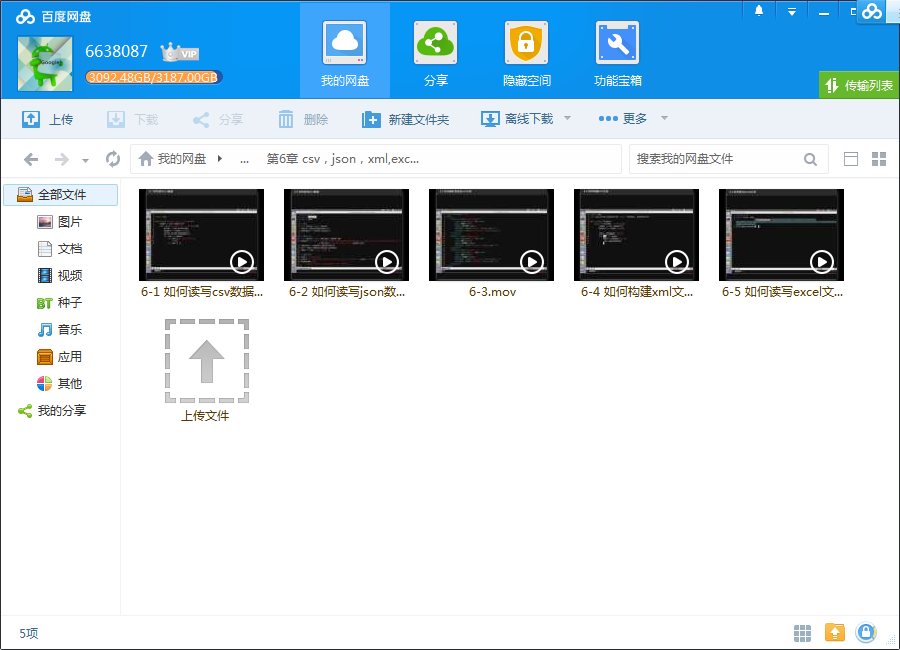 百度网盘
6638087 VIP
3092.48GB/3187.00GB
我的网盘 分享 隐藏空间 功能宝箱
传输列表
上传 下载 分享 删除 新建文件夹 离线下载 更多
我的网盘 ... 第6章 csv，json，xml,exc... 搜索我的网盘文件
全部文件
图片
文档
视频
BT 种子
音乐
应用
其他
我的分享
6-1 如何读写csv数据... 6-2 如何读写json数... 6-3.mov 6-4 如何构建xml文... 6-5 如何读写excel文...
上传文件
5项